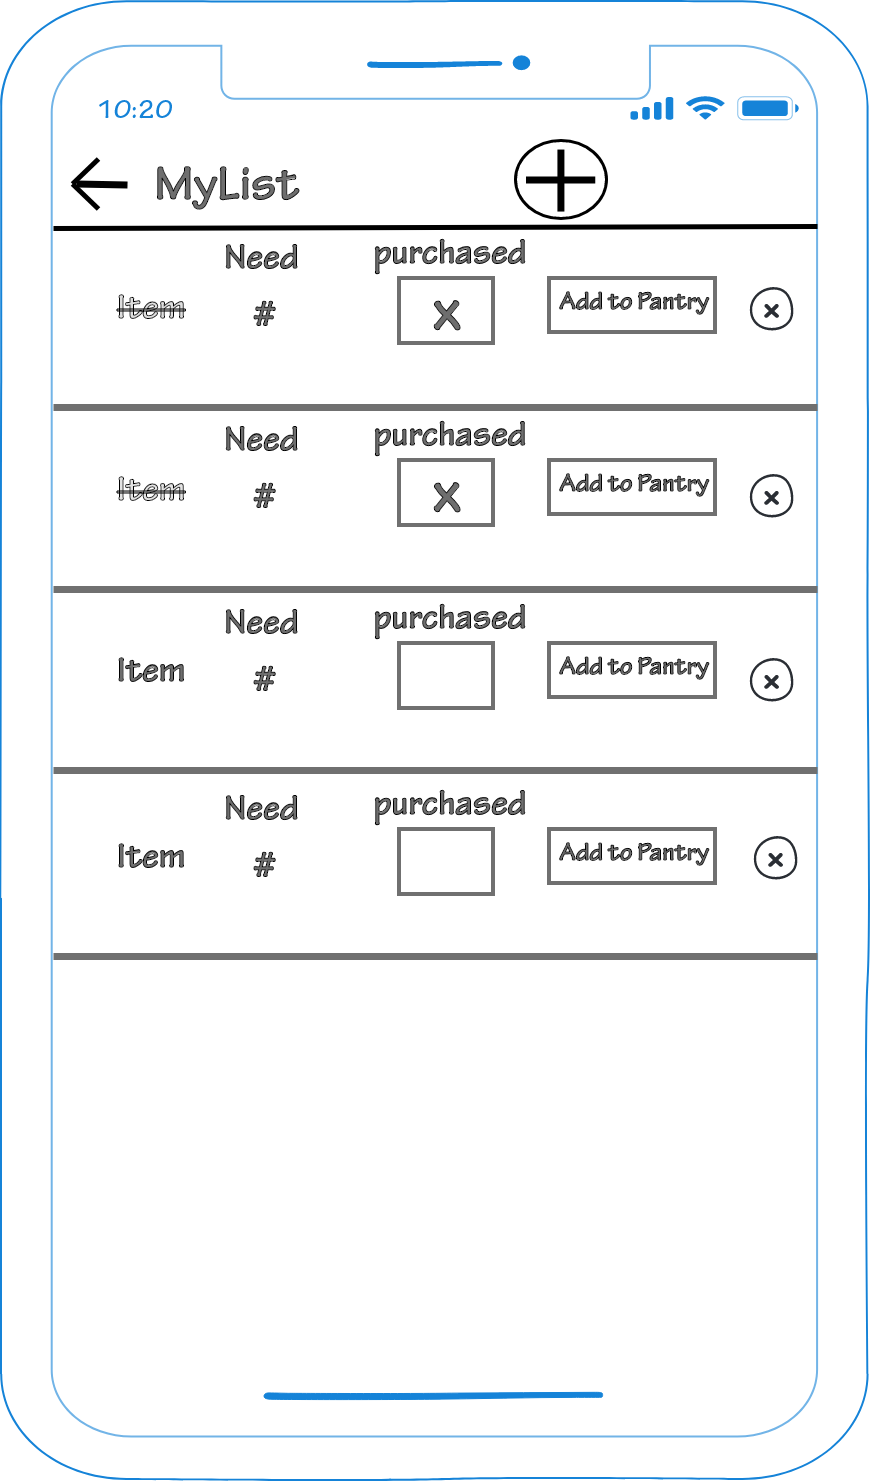 10:20
MyList
Need purchased
Item # X Add to Pantry x
Need purchased
Item # X Add to Pantry x
Need purchased
Item # Add to Pantry x
Need purchased
Item # Add to Pantry x